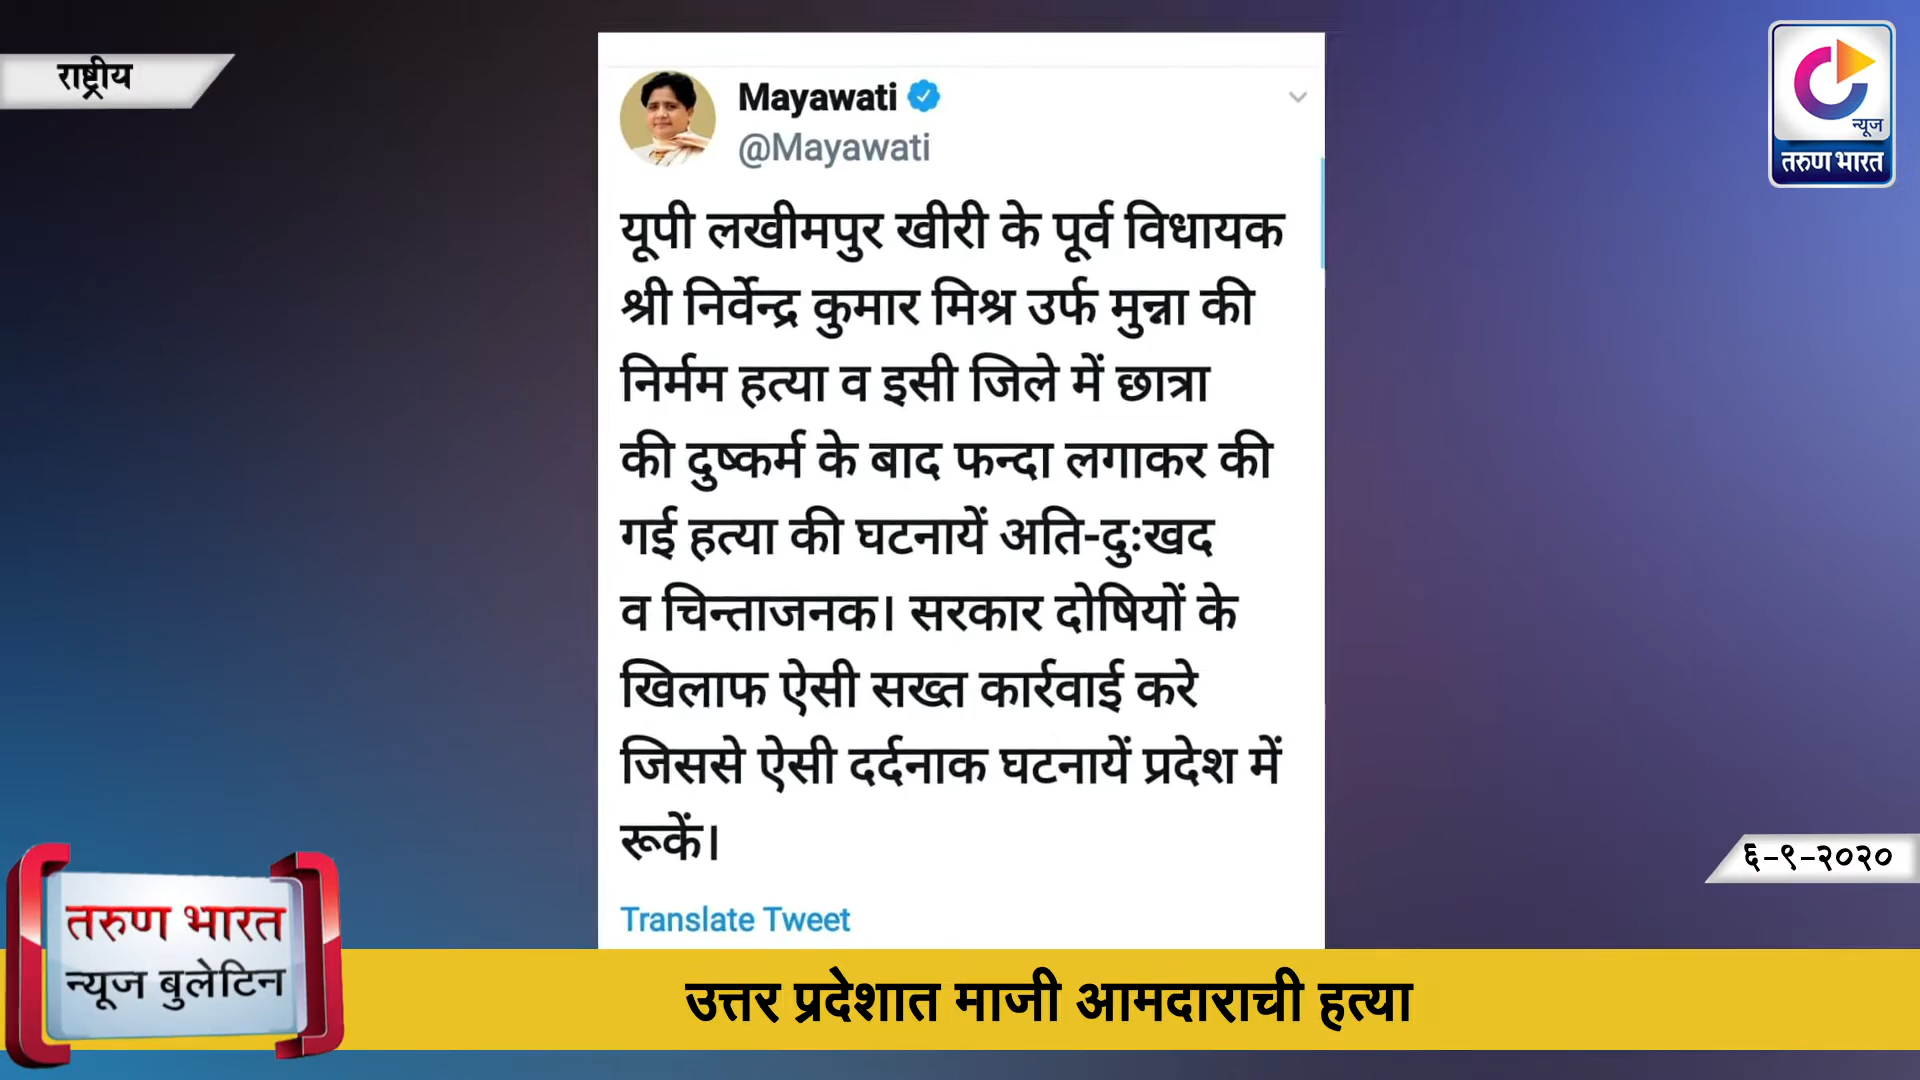 राष्ट्रीय
न्यूज
तरुण भारत
Mayawati
@Mayawati
यूपी लखीमपुर खीरी के पूर्व विधायक
श्री निर्वेन्द्र कुमार मिश्र उर्फ मुन्ना की
निर्मम हत्या व इसी जिले में छात्रा
की दुष्कर्म के बाद फन्दा लगाकर की
गई हत्या की घटनायें अति-दुःखद
व चिन्ताजनक। सरकार दोषियों के
खिलाफ ऐसी सख्त कार्रवाई करे
जिससे ऐसी दर्दनाक घटनायें प्रदेश में
रूकें।
Translate Tweet
६-९-२०२०
तरुण भारत
न्यूज बुलेटिन
उत्तर प्रदेशात माजी आमदाराची हत्या